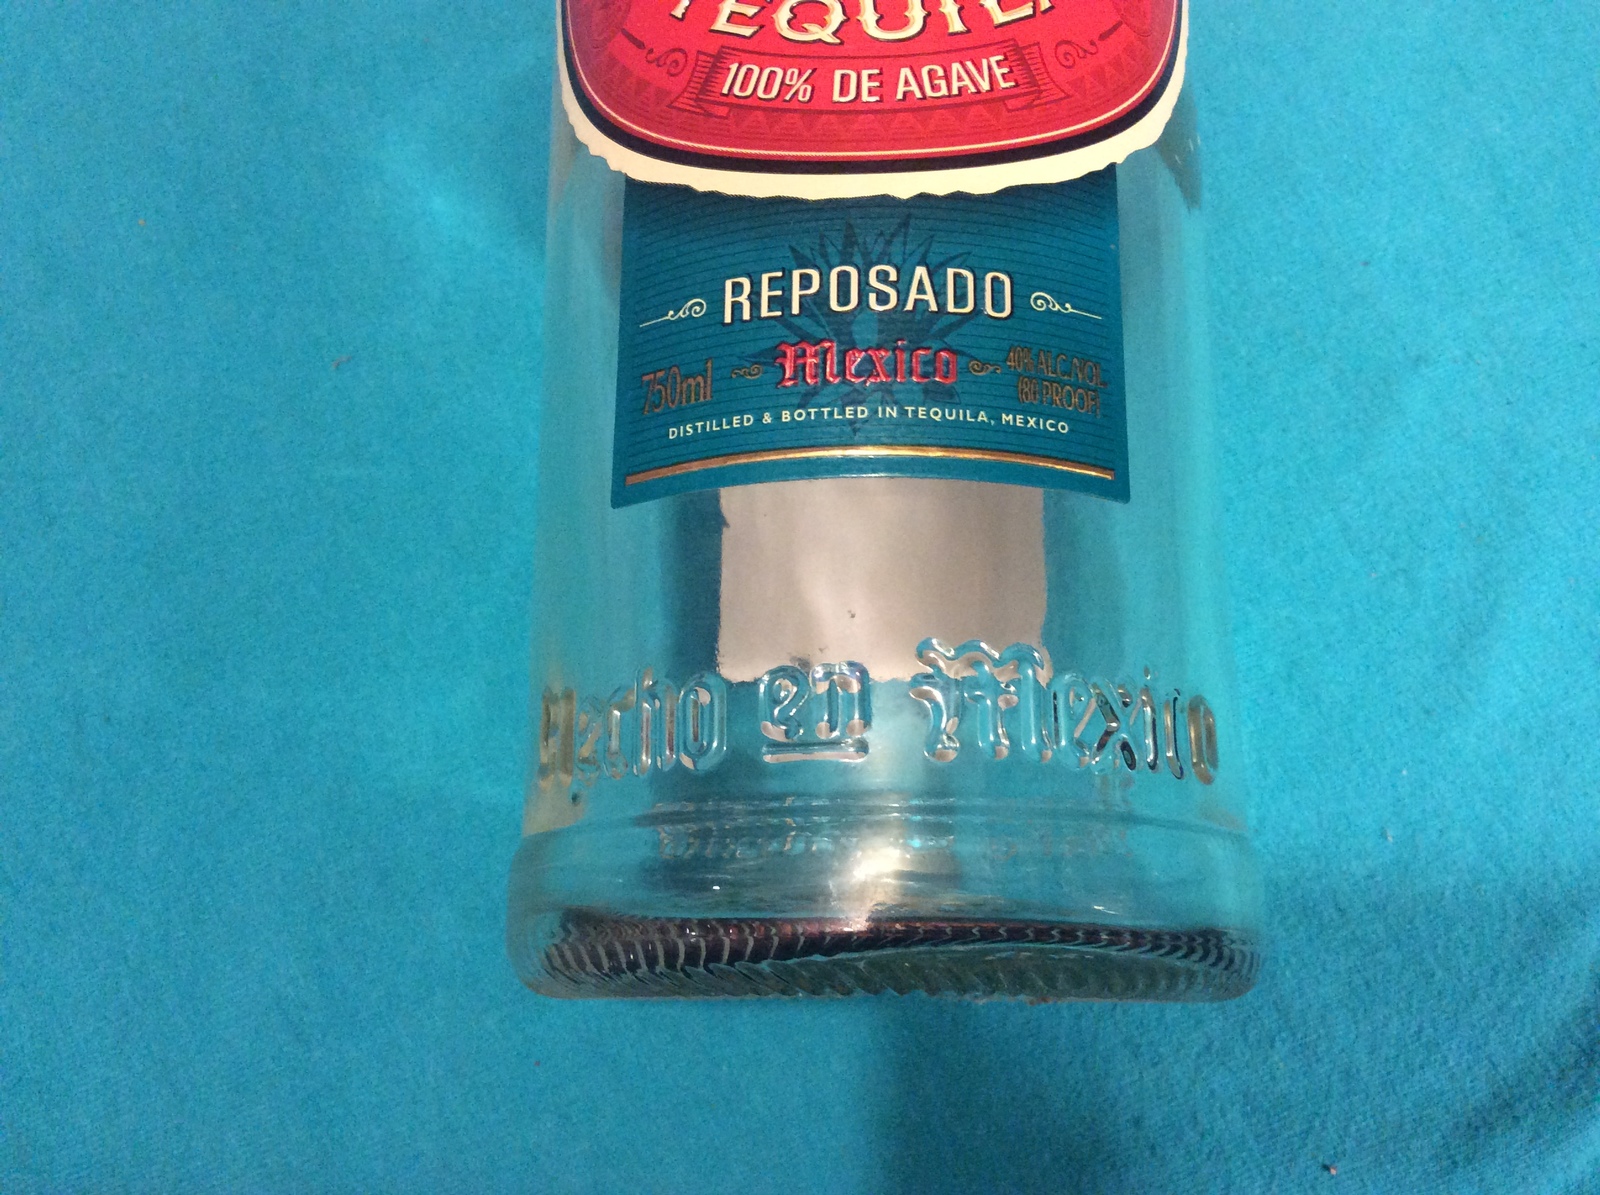 TEQUILA
100% DE AGAVE
REPOSADO
750ml Mexico 40% ALC./VOL. (80 PROOF)
DISTILLED & BOTTLED IN TEQUILA, MEXICO
Hecho en Mexico